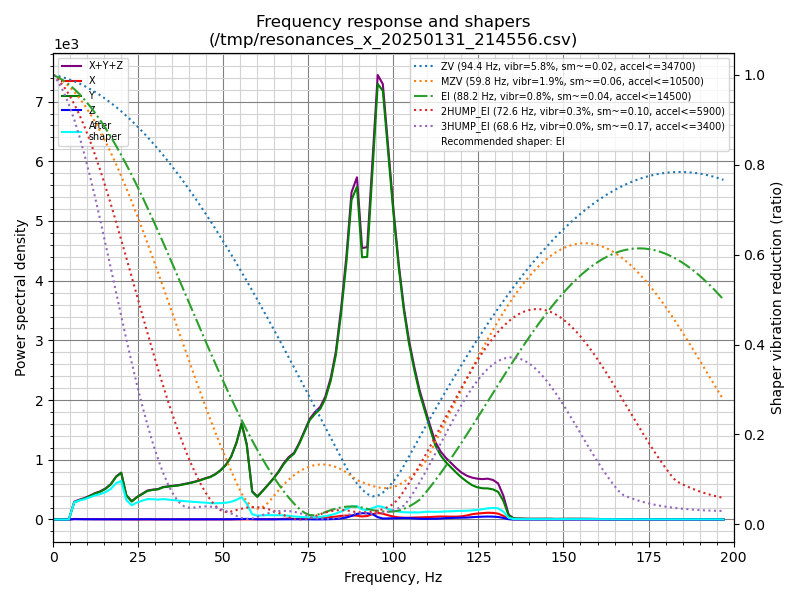 Frequency response and shapers
(/tmp/resonances_x_20250131_214556.csv)
1e3
X+Y+Z
X
Y
Z
After
shaper
ZV (94.4 Hz, vibr=5.8%, sm~=0.02, accel<=34700)
MZV (59.8 Hz, vibr=1.9%, sm~=0.06, accel<=10500)
EI (88.2 Hz, vibr=0.8%, sm~=0.04, accel<=14500)
2HUMP_EI (72.6 Hz, vibr=0.3%, sm~=0.10, accel<=5900)
3HUMP_EI (68.6 Hz, vibr=0.0%, sm~=0.17, accel<=3400)
Recommended shaper: EI
Power spectral density
7
6
5
4
3
2
1
0
1.0
0.8
0.6
0.4
0.2
0.0
Shaper vibration reduction (ratio)
0 25 50 75 100 125 150 175 200
Frequency, Hz